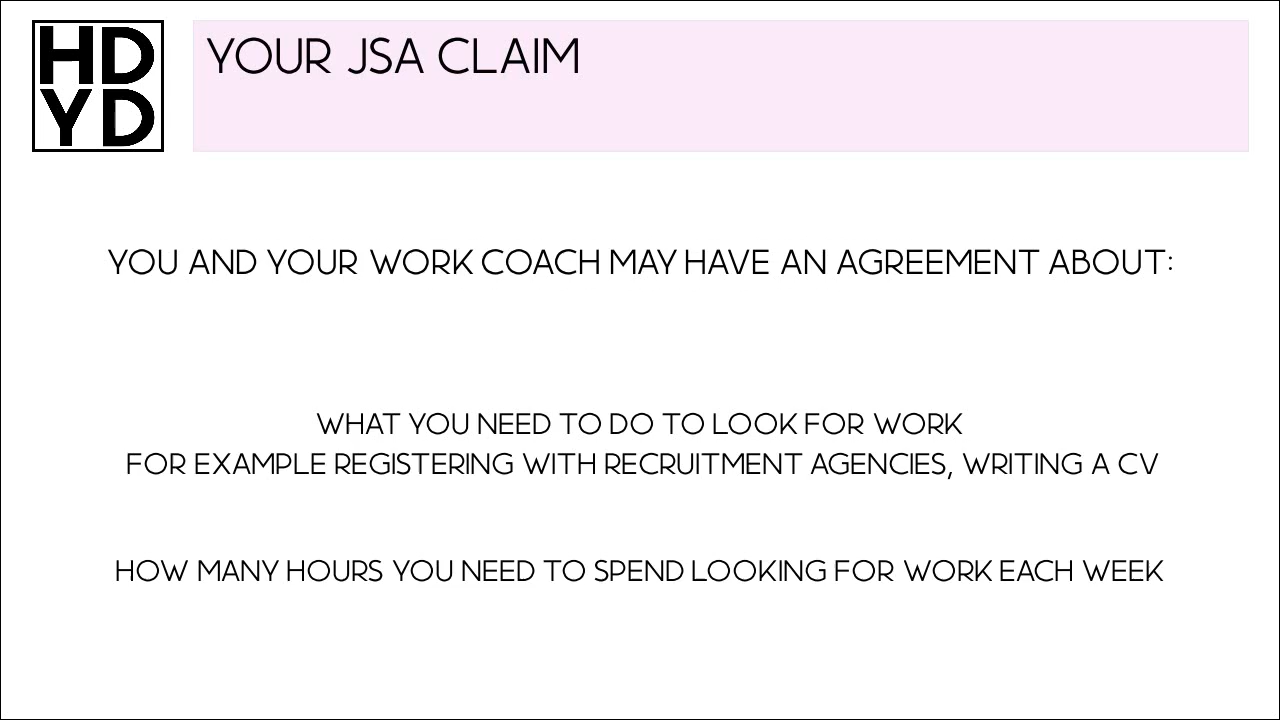 HD
YD
YOUR JSA CLAIM
YOU AND YOUR WORK COACH MAY HAVE AN AGREEMENT ABOUT:
WHAT YOU NEED TO DO TO LOOK FOR WORK
FOR EXAMPLE REGISTERING WITH RECRUITMENT AGENCIES, WRITING A CV
HOW MANY HOURS YOU NEED TO SPEND LOOKING FOR WORK EACH WEEK